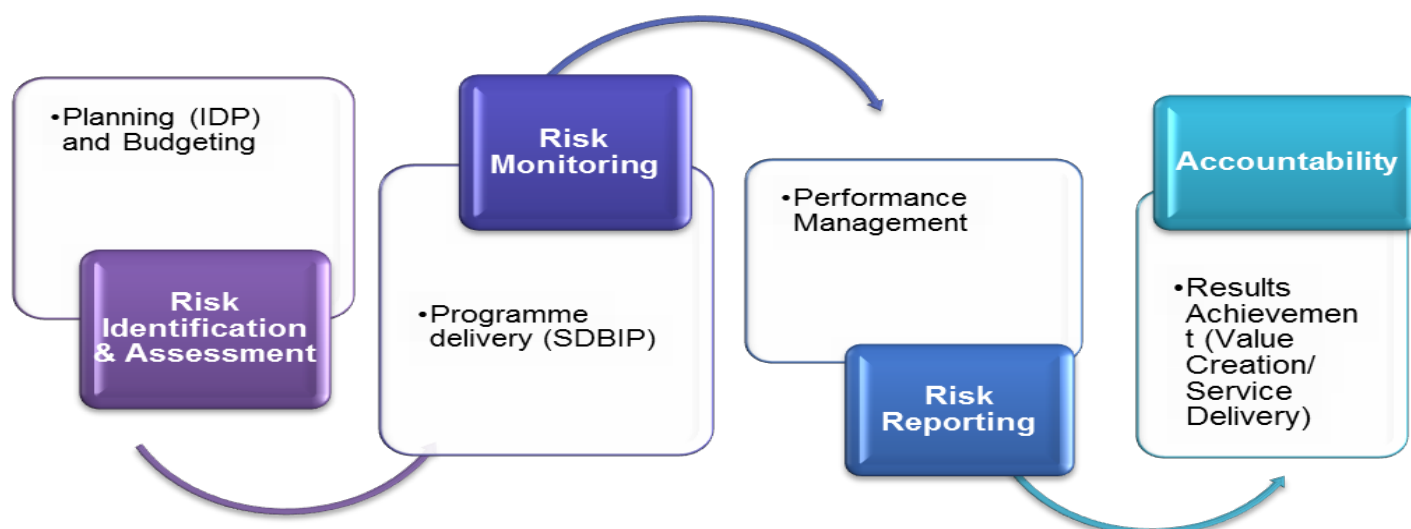 •Planning (IDP)
and Budgeting
Risk
Identification
& Assessment
Risk
Monitoring
•Programme
delivery (SDBIP)
•Performance
Management
Risk
Reporting
Accountability
•Results
Achievemen
t (Value
Creation/
Service
Delivery)